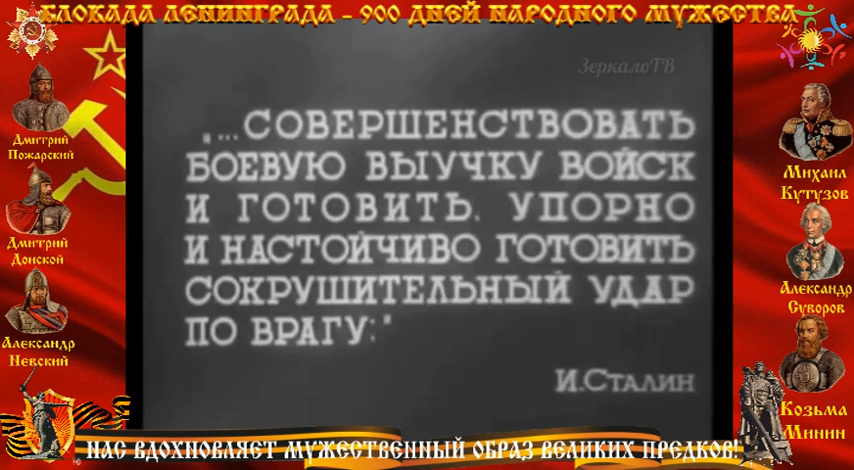 БЛОКАДА ЛЕНИНГРАДА - 900 ДНЕЙ НАРОДНОГО МУЖЕСТВА
ЗеркалоТВ
„...СОВЕРШЕНСТВОВАТЬ
БОЕВУЮ ВЫУЧКУ ВОЙСК
И ГОТОВИТЬ, УПОРНО
И НАСТОЙЧИВО ГОТОВИТЬ
СОКРУШИТЕЛЬНЫЙ УДАР
ПО ВРАГУ;"
И.СТАЛИН
Дмитрий
Пожарский
Дмитрий
Донской
Александр
Невский
Михаил
Кутузов
Александр
Суворов
Козьма
Минин
НАС ВДОХНОВЛЯЕТ МУЖЕСТВЕННЫЙ ОБРАЗ ВЕЛИКИХ ПРЕДКОВ!